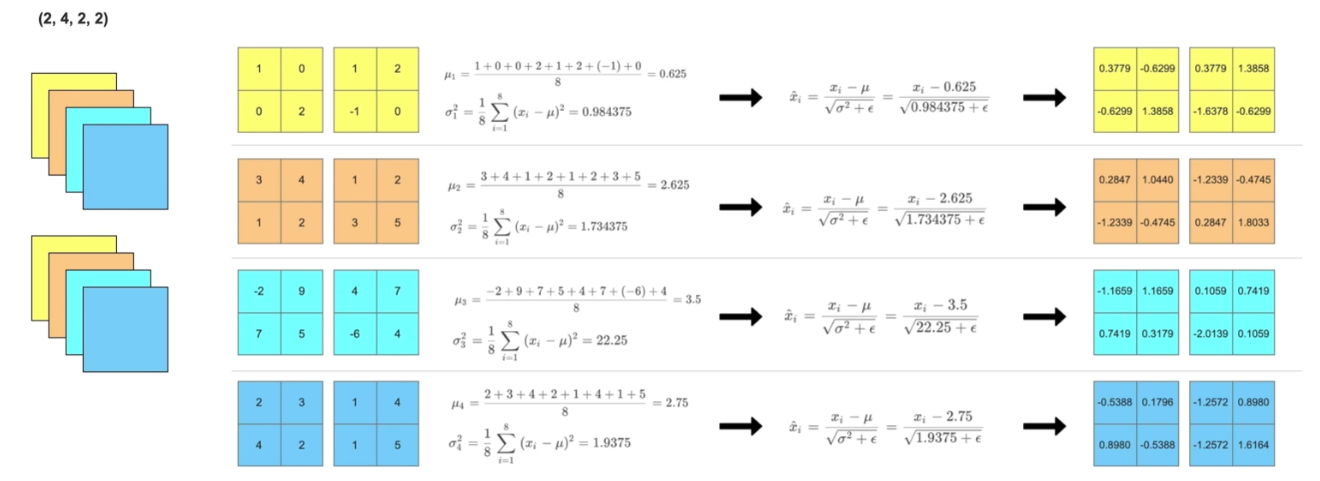 (2, 4, 2, 2)
1 0 1 2
0 2 -1 0
μ₁ = (1 + 0 + 0 + 2 + 1 + 2 + (−1) + 0) / 8 = 0.625
σ₁² = 1/8 ∑_{i=1}^{8} (xᵢ − μ)² = 0.984375
x̂ᵢ = (xᵢ − μ) / √(σ² + ϵ) = (xᵢ − 0.625) / √(0.984375 + ϵ)
0.3779 -0.6299 0.3779 1.3858
-0.6299 1.3858 -1.6378 -0.6299
3 4 1 2
1 2 3 5
μ₂ = (3 + 4 + 1 + 2 + 1 + 2 + 3 + 5) / 8 = 2.625
σ₂² = 1/8 ∑_{i=1}^{8} (xᵢ − μ)² = 1.734375
x̂ᵢ = (xᵢ − μ) / √(σ² + ϵ) = (xᵢ − 2.625) / √(1.734375 + ϵ)
0.2847 1.0440 -1.2339 -0.4745
-1.2339 -0.4745 0.2847 1.8033
-2 9 4 7
7 5 -6 4
μ₃ = (−2 + 9 + 7 + 5 + 4 + 7 + (−6) + 4) / 8 = 3.5
σ₃² = 1/8 ∑_{i=1}^{8} (xᵢ − μ)² = 22.25
x̂ᵢ = (xᵢ − μ) / √(σ² + ϵ) = (xᵢ − 3.5) / √(22.25 + ϵ)
-1.1659 1.1659 0.1059 0.7419
0.7419 0.3179 -2.0139 0.1059
2 3 1 4
4 2 1 5
μ₄ = (2 + 3 + 4 + 2 + 1 + 4 + 1 + 5) / 8 = 2.75
σ₄² = 1/8 ∑_{i=1}^{8} (xᵢ − μ)² = 1.9375
x̂ᵢ = (xᵢ − μ) / √(σ² + ϵ) = (xᵢ − 2.75) / √(1.9375 + ϵ)
-0.5388 0.1796 -1.2572 0.8980
0.8980 -0.5388 -1.2572 1.6164